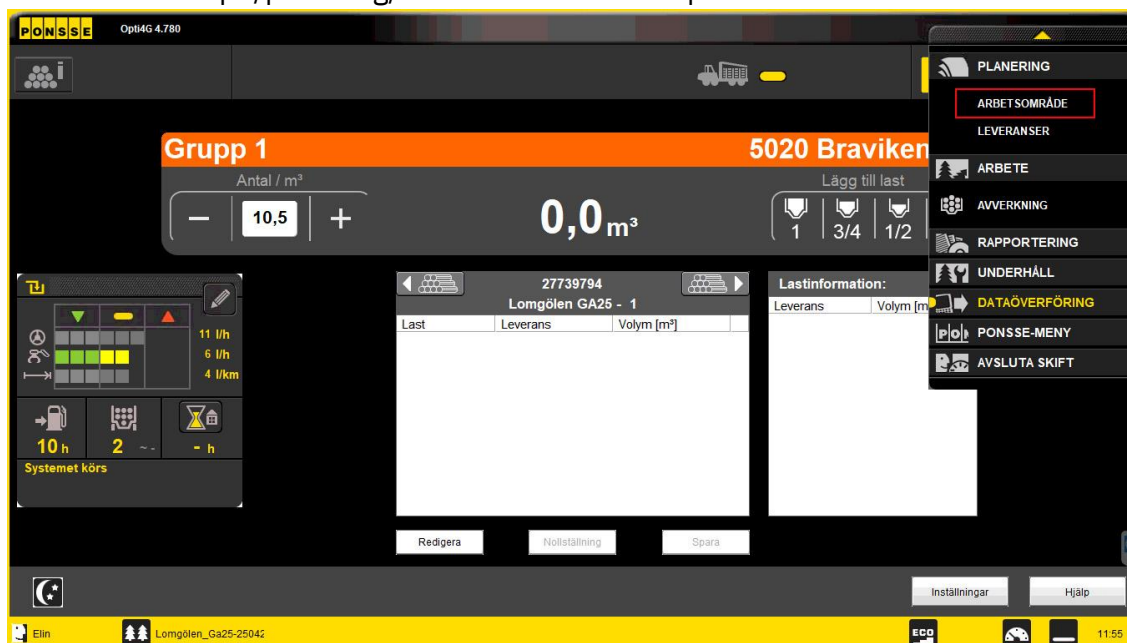 PONSSE Opti4G 4.780
i
PLANERING
ARBETSOMRÅDE
LEVERANSER
ARBETE
AVVERKNING
RAPPORTERING
UNDERHÅLL
DATAÖVERFÖRING
PONSSE-MENY
AVSLUTA SKIFT
Grupp 1 5020 Braviken
Antal / m³ Lägg till last
− 10,5 + 0,0 m³ 1 3/4 1/2
11 l/h
6 l/h
4 l/km
10 h 2 ~- - h
Systemet körs
27739794
Lomgölen GA25 - 1
Last Leverans Volym [m³]
Lastinformation:
Leverans Volym [m
Redigera Nollställning Spara
Inställningar Hjälp
Elin Lomgölen_Ga25-25042 ECO 11:55